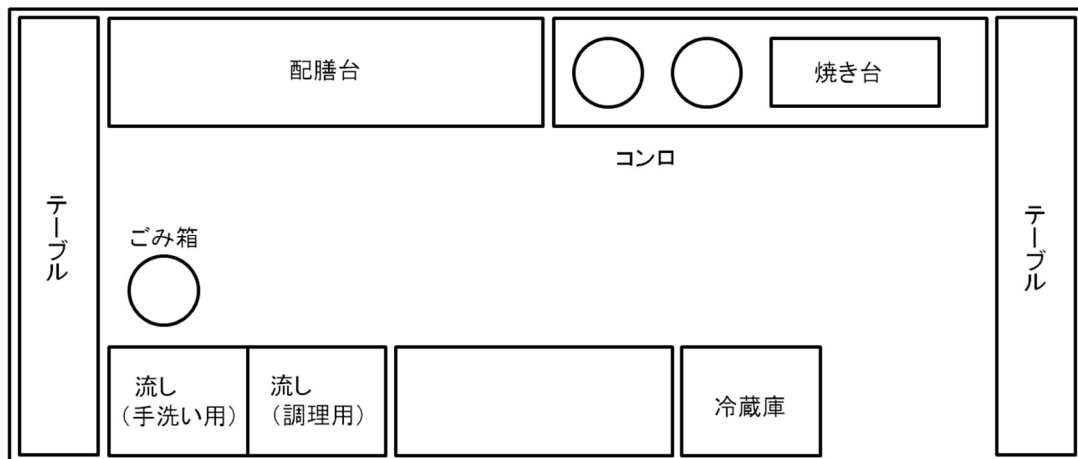 配膳台
焼き台
コンロ
テーブル
テーブル
ごみ箱
流し
(手洗い用)
流し
(調理用)
冷蔵庫